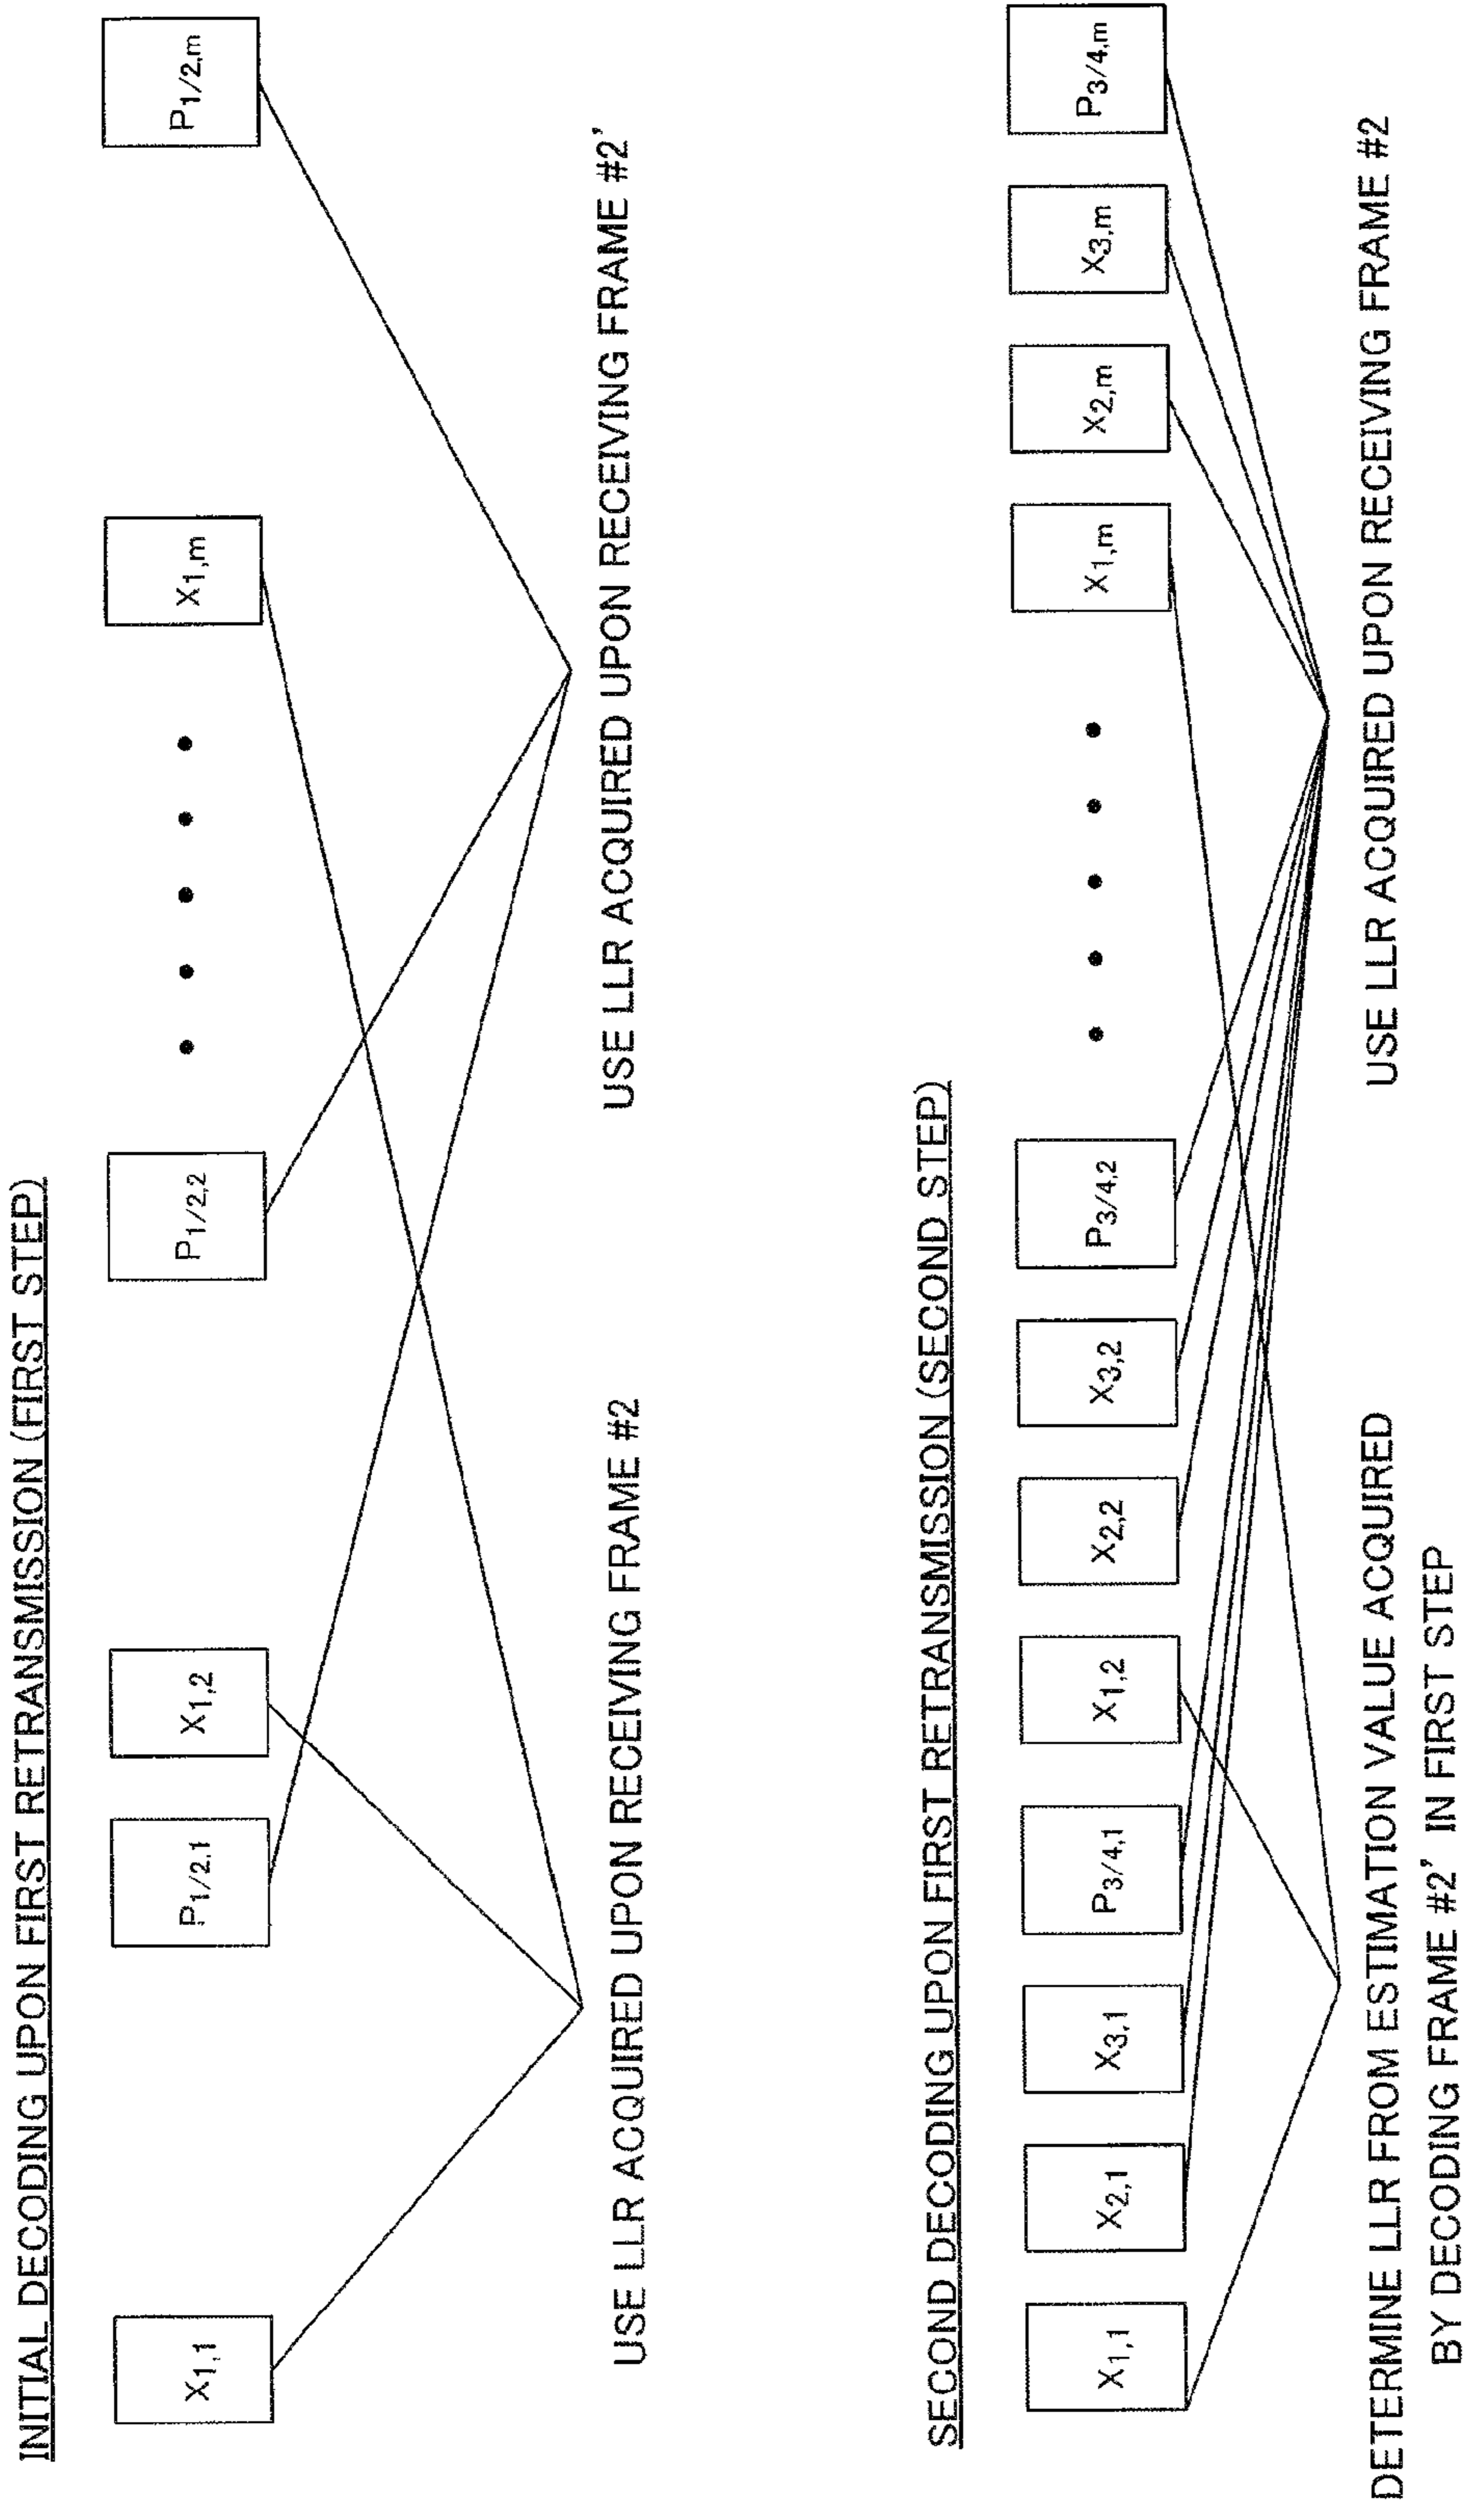 INITIAL DECODING UPON FIRST RETRANSMISSION (FIRST STEP)
X1,1 P1/2,1 X1,2 P1/2,2 • • • • • X1,m P1/2,m
USE LLR ACQUIRED UPON RECEIVING FRAME #2
USE LLR ACQUIRED UPON RECEIVING FRAME #2'
SECOND DECODING UPON FIRST RETRANSMISSION (SECOND STEP)
X1,1 X2,1 X3,1 P3/4,1 X1,2 X2,2 X3,2 P3/4,2 • • • • • X1,m X2,m X3,m P3/4,m
DETERMINE LLR FROM ESTIMATION VALUE ACQUIRED
BY DECODING FRAME #2' IN FIRST STEP
USE LLR ACQUIRED UPON RECEIVING FRAME #2